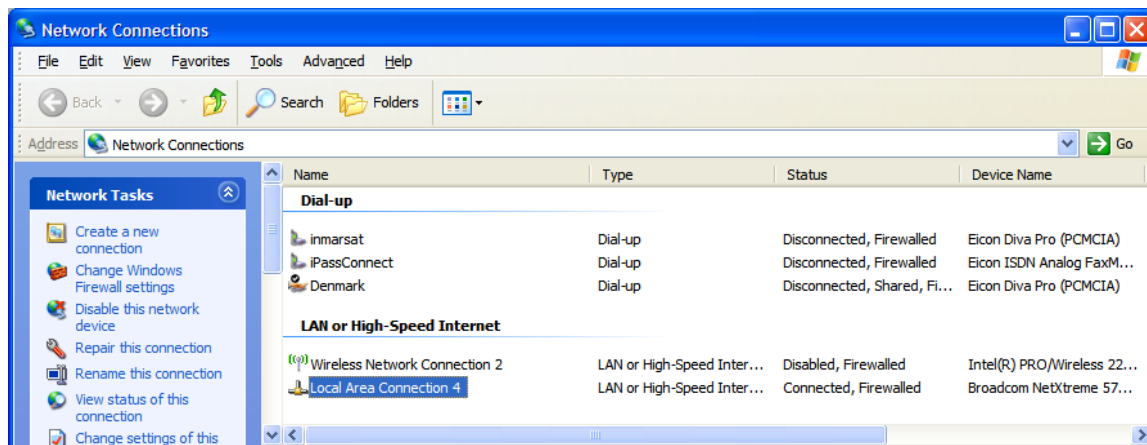 Network Connections
File Edit View Favorites Tools Advanced Help
Back Search Folders
Address Network Connections Go
Network Tasks
Create a new
connection
Change Windows
Firewall settings
Disable this network
device
Repair this connection
Rename this connection
View status of this
connection
Change settings of this
Name Type Status Device Name
Dial-up
inmarsat Dial-up Disconnected, Firewalled Eicon Diva Pro (PCMCIA)
iPassConnect Dial-up Disconnected, Firewalled Eicon ISDN Analog FaxM...
Denmark Dial-up Disconnected, Shared, Fi... Eicon Diva Pro (PCMCIA)
LAN or High-Speed Internet
Wireless Network Connection 2 LAN or High-Speed Inter... Disabled, Firewalled Intel(R) PRO/Wireless 22...
Local Area Connection 4 LAN or High-Speed Inter... Connected, Firewalled Broadcom NetXtreme 57...